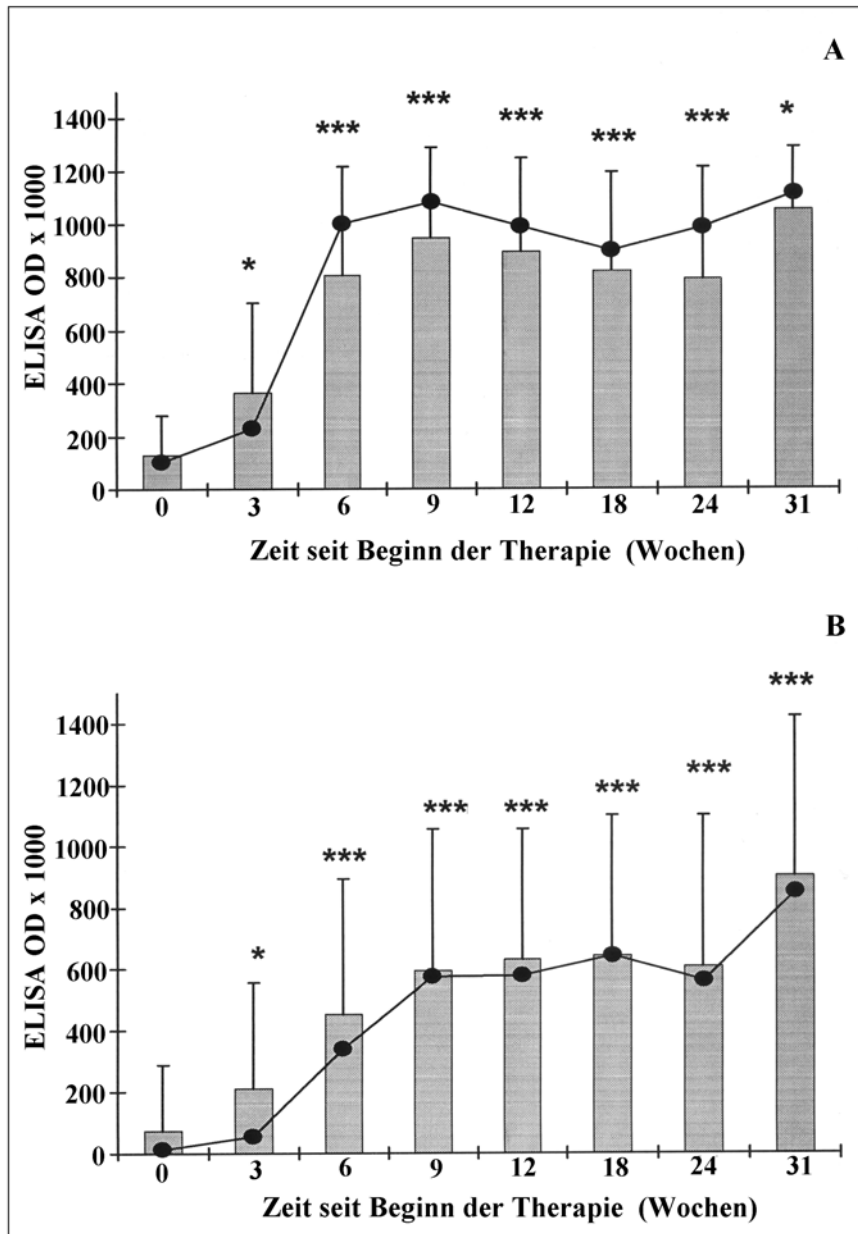 A
ELISA OD x 1000
1400
1200
1000
800
600
400
200
0
* *** *** *** *** *** *
0 3 6 9 12 18 24 31
Zeit seit Beginn der Therapie (Wochen)
B
ELISA OD x 1000
1400
1200
1000
800
600
400
200
0
* *** *** *** *** *** ***
0 3 6 9 12 18 24 31
Zeit seit Beginn der Therapie (Wochen)